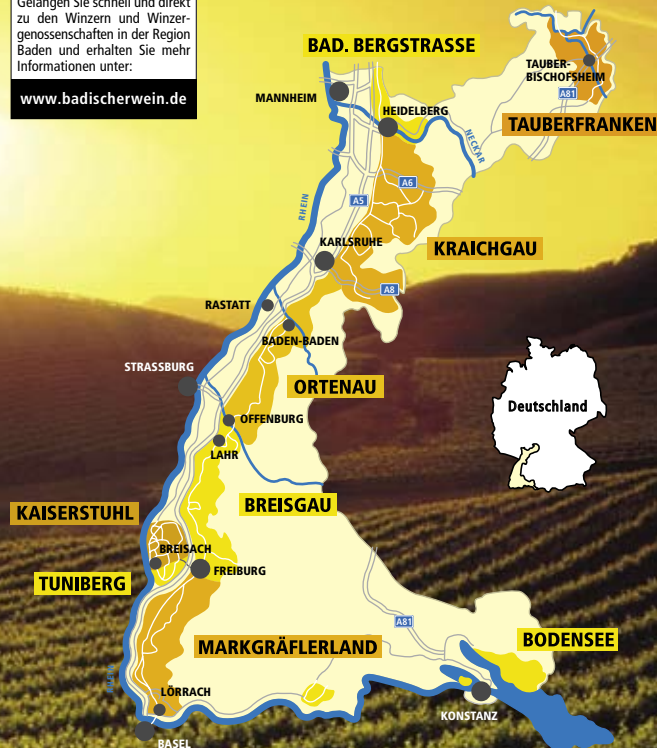 Gelangen Sie schnell und direkt
zu den Winzern und Winzer-
genossenschaften in der Region
Baden und erhalten Sie mehr
Informationen unter:
www.badischerwein.de
BAD. BERGSTRASSE
TAUBER-
BISCHOFSHEIM
A81
MANNHEIM
HEIDELBERG
TAUBERFRANKEN
NECKAR
A6
A5
RHEIN
KARLSRUHE
KRAICHGAU
A8
RASTATT
BADEN-BADEN
STRASSBURG
ORTENAU
Deutschland
OFFENBURG
LAHR
BREISGAU
KAISERSTUHL
BREISACH
FREIBURG
TUNIBERG
A81
BODENSEE
MARKGRÄFLERLAND
LÖRRACH
KONSTANZ
BASEL